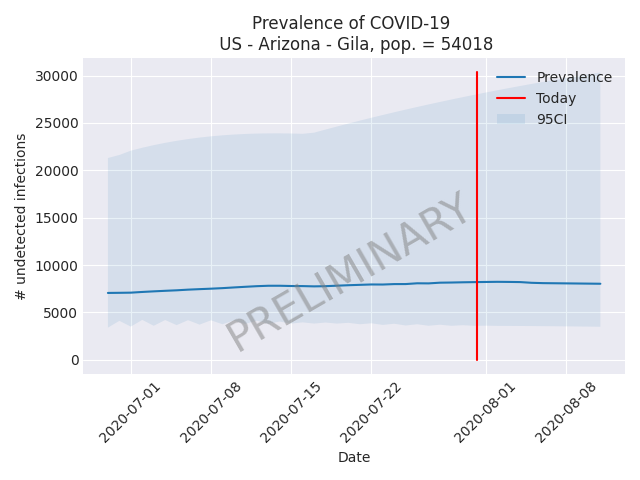 Prevalence of COVID-19
US - Arizona - Gila, pop. = 54018
30000
25000
20000
15000
10000
5000
0
# undetected infections
Prevalence
Today
95CI
PRELIMINARY
2020-07-01
2020-07-08
2020-07-15
2020-07-22
2020-08-01
2020-08-08
Date